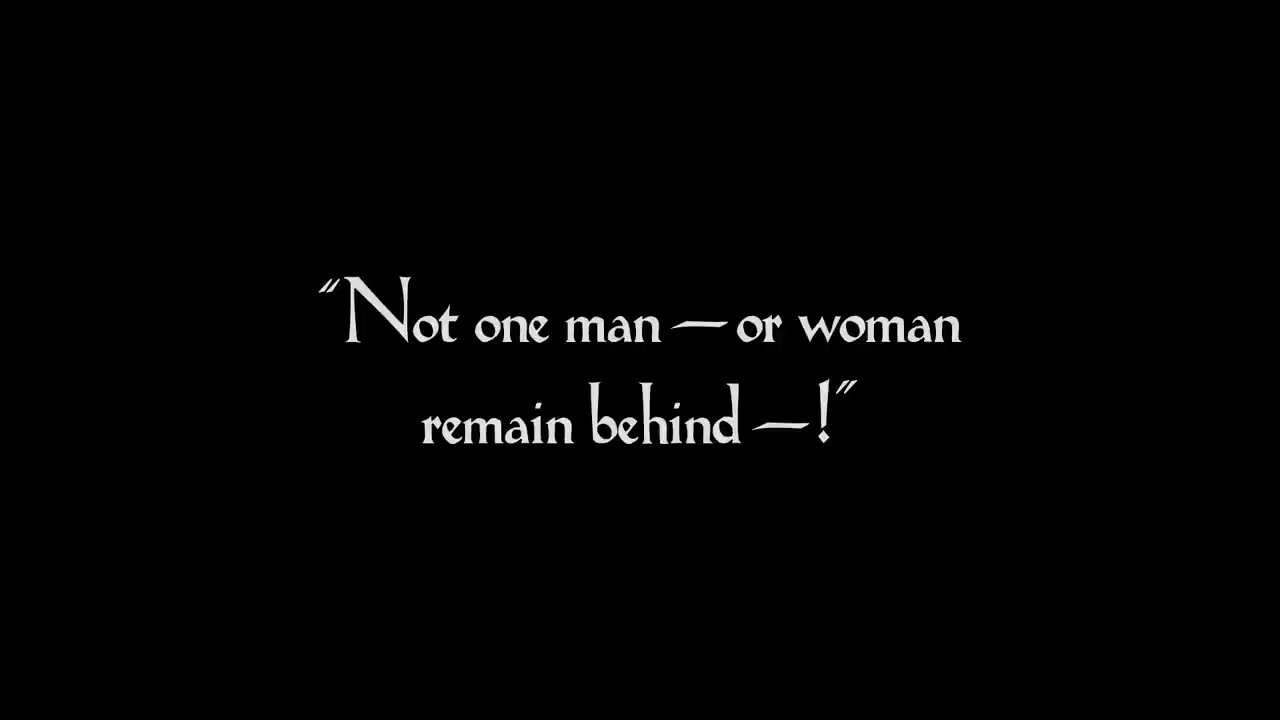 “Not one man — or woman
remain behind — !”